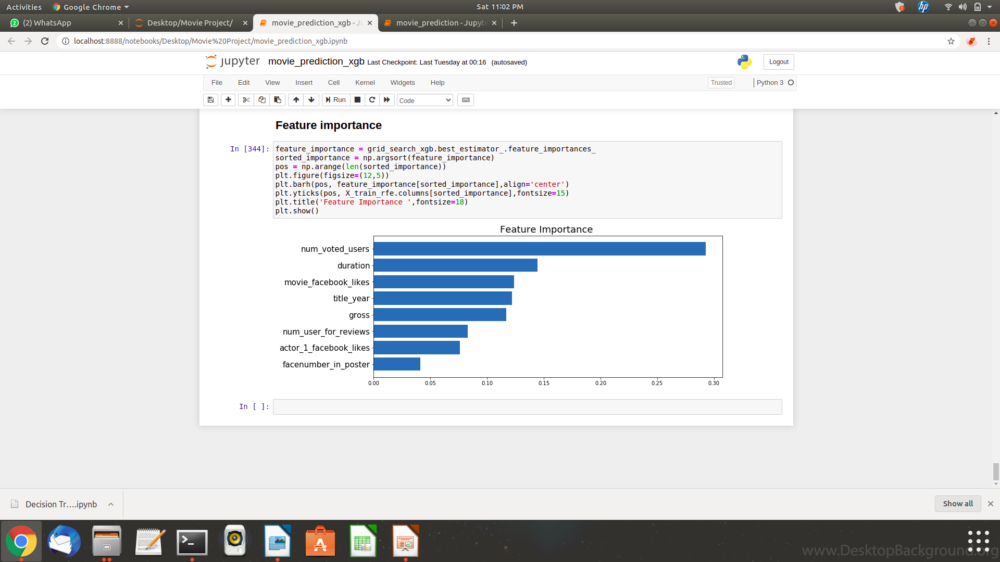 Activities
Google Chrome
Sat 11:02 PM
hp
2
(2) WhatsApp
Desktop/Movie Project/
movie_prediction_xgb - Ju
movie_prediction - Jupyte
localhost:8888/notebooks/Desktop/Movie%20Project/movie_prediction_xgb.ipynb
jupyter movie_prediction_xgb Last Checkpoint: Last Tuesday at 00:16 (autosaved)
Logout
File Edit View Insert Cell Kernel Widgets Help
Trusted
Python 3
Run
Code
Feature importance
In [344]:
feature_importance = grid_search_xgb.best_estimator_.feature_importances_
sorted_importance = np.argsort(feature_importance)
pos = np.arange(len(sorted_importance))
plt.figure(figsize=(12,5))
plt.barh(pos, feature_importance[sorted_importance],align='center')
plt.yticks(pos, X_train_rfe.columns[sorted_importance],fontsize=15)
plt.title('Feature Importance ',fontsize=18)
plt.show()
Feature Importance
num_voted_users
duration
movie_facebook_likes
title_year
gross
num_user_for_reviews
actor_1_facebook_likes
facenumber_in_poster
0.00 0.05 0.10 0.15 0.20 0.25 0.30
In [ ]:
Decision Tr....ipynb
Show all
www.DesktopBackground.org